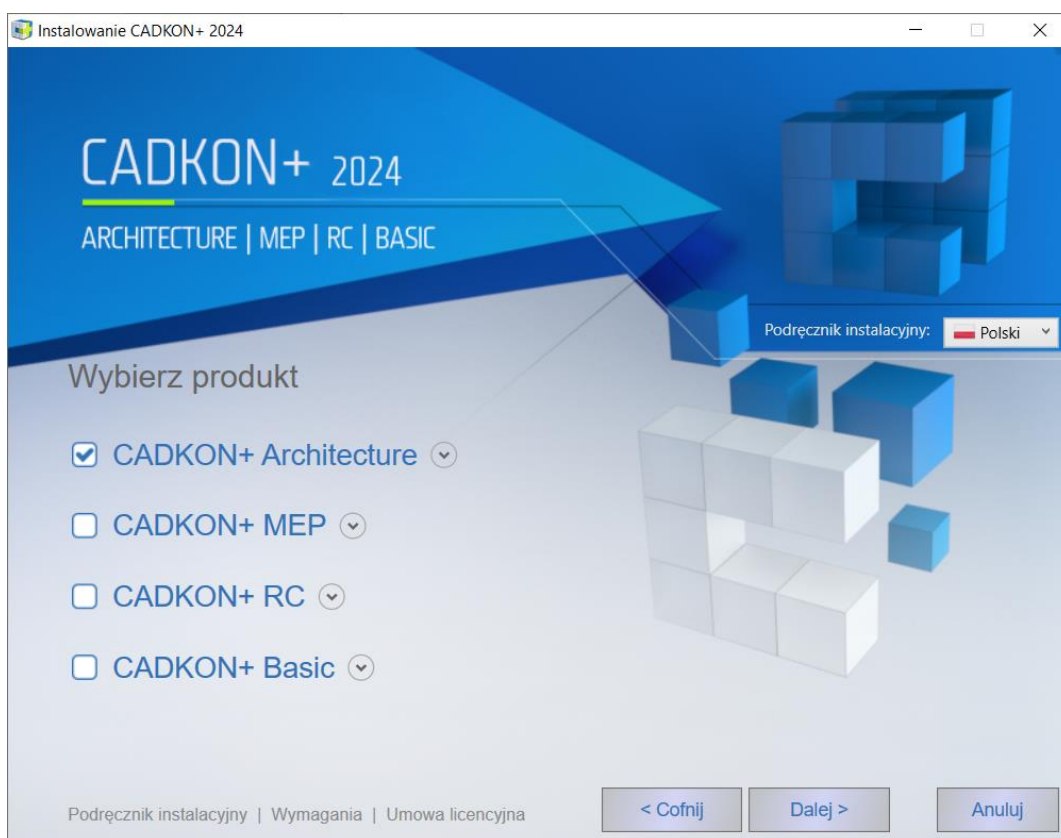 Instalowanie CADKON+ 2024
CADKON+ 2024
ARCHITECTURE | MEP | RC | BASIC
Podręcznik instalacyjny: Polski
Wybierz produkt
CADKON+ Architecture
CADKON+ MEP
CADKON+ RC
CADKON+ Basic
Podręcznik instalacyjny | Wymagania | Umowa licencyjna
< Cofnij Dalej > Anuluj